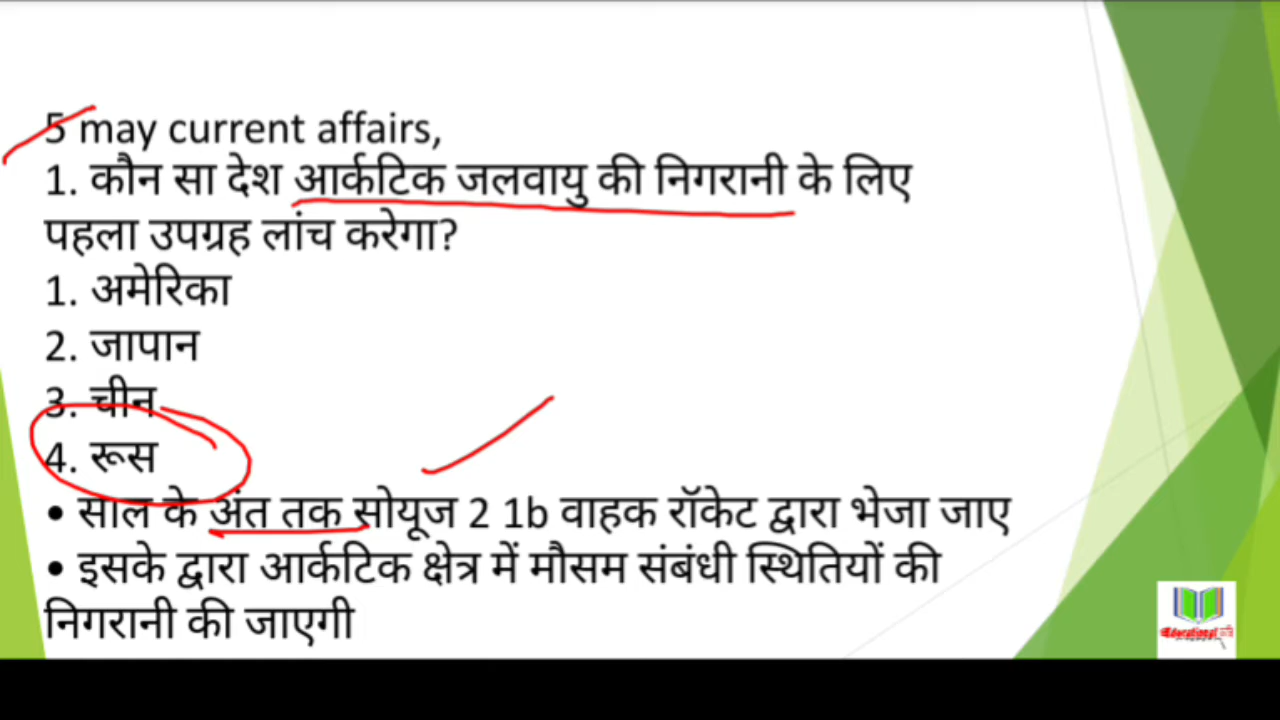 5 may current affairs,
1. कौन सा देश आर्कटिक जलवायु की निगरानी के लिए
पहला उपग्रह लांच करेगा?
1. अमेरिका
2. जापान
3. चीन
4. रूस
• साल के अंत तक सोयूज 2 1b वाहक रॉकेट द्वारा भेजा जाए
• इसके द्वारा आर्कटिक क्षेत्र में मौसम संबंधी स्थितियों की
निगरानी की जाएगी
Educational